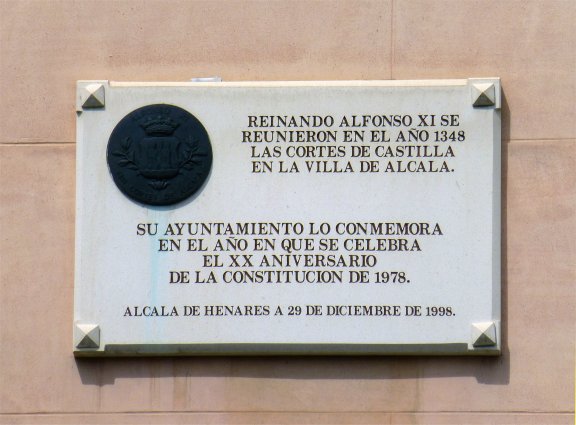 REINANDO ALFONSO XI SE
REUNIERON EN EL AÑO 1348
LAS CORTES DE CASTILLA
EN LA VILLA DE ALCALA.
SU AYUNTAMIENTO LO CONMEMORA
EN EL AÑO EN QUE SE CELEBRA
EL XX ANIVERSARIO
DE LA CONSTITUCION DE 1978.
ALCALA DE HENARES A 29 DE DICIEMBRE DE 1998.